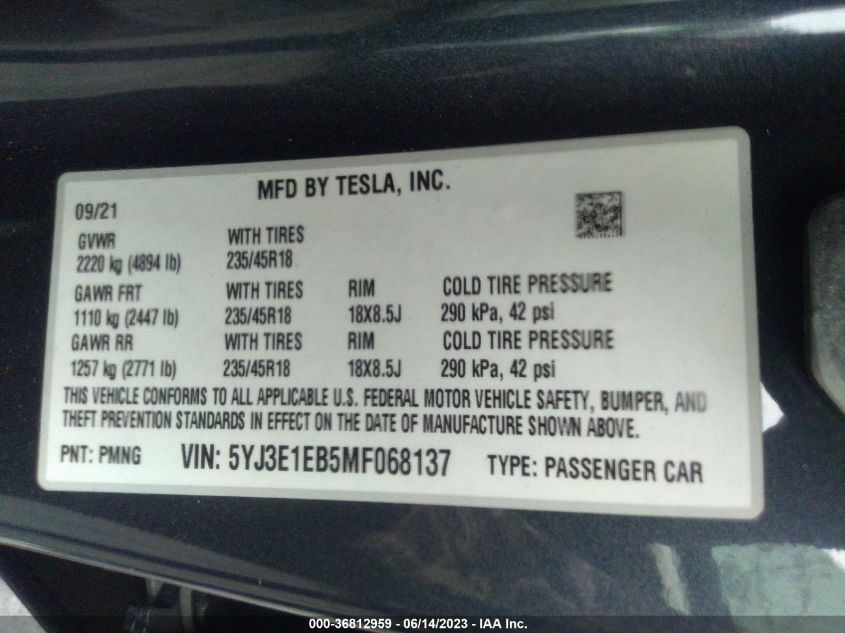 MFD BY TESLA, INC.
09/21
GVWR WITH TIRES
2220 kg (4894 lb) 235/45R18
GAWR FRT WITH TIRES RIM COLD TIRE PRESSURE
1110 kg (2447 lb) 235/45R18 18X8.5J 290 kPa, 42 psi
GAWR RR WITH TIRES RIM COLD TIRE PRESSURE
1257 kg (2771 lb) 235/45R18 18X8.5J 290 kPa, 42 psi
THIS VEHICLE CONFORMS TO ALL APPLICABLE U.S. FEDERAL MOTOR VEHICLE SAFETY, BUMPER, AND
THEFT PREVENTION STANDARDS IN EFFECT ON THE DATE OF MANUFACTURE SHOWN ABOVE.
PNT: PMNG VIN: 5YJ3E1EB5MF068137 TYPE: PASSENGER CAR
000-36812959 - 06/14/2023 - IAA Inc.